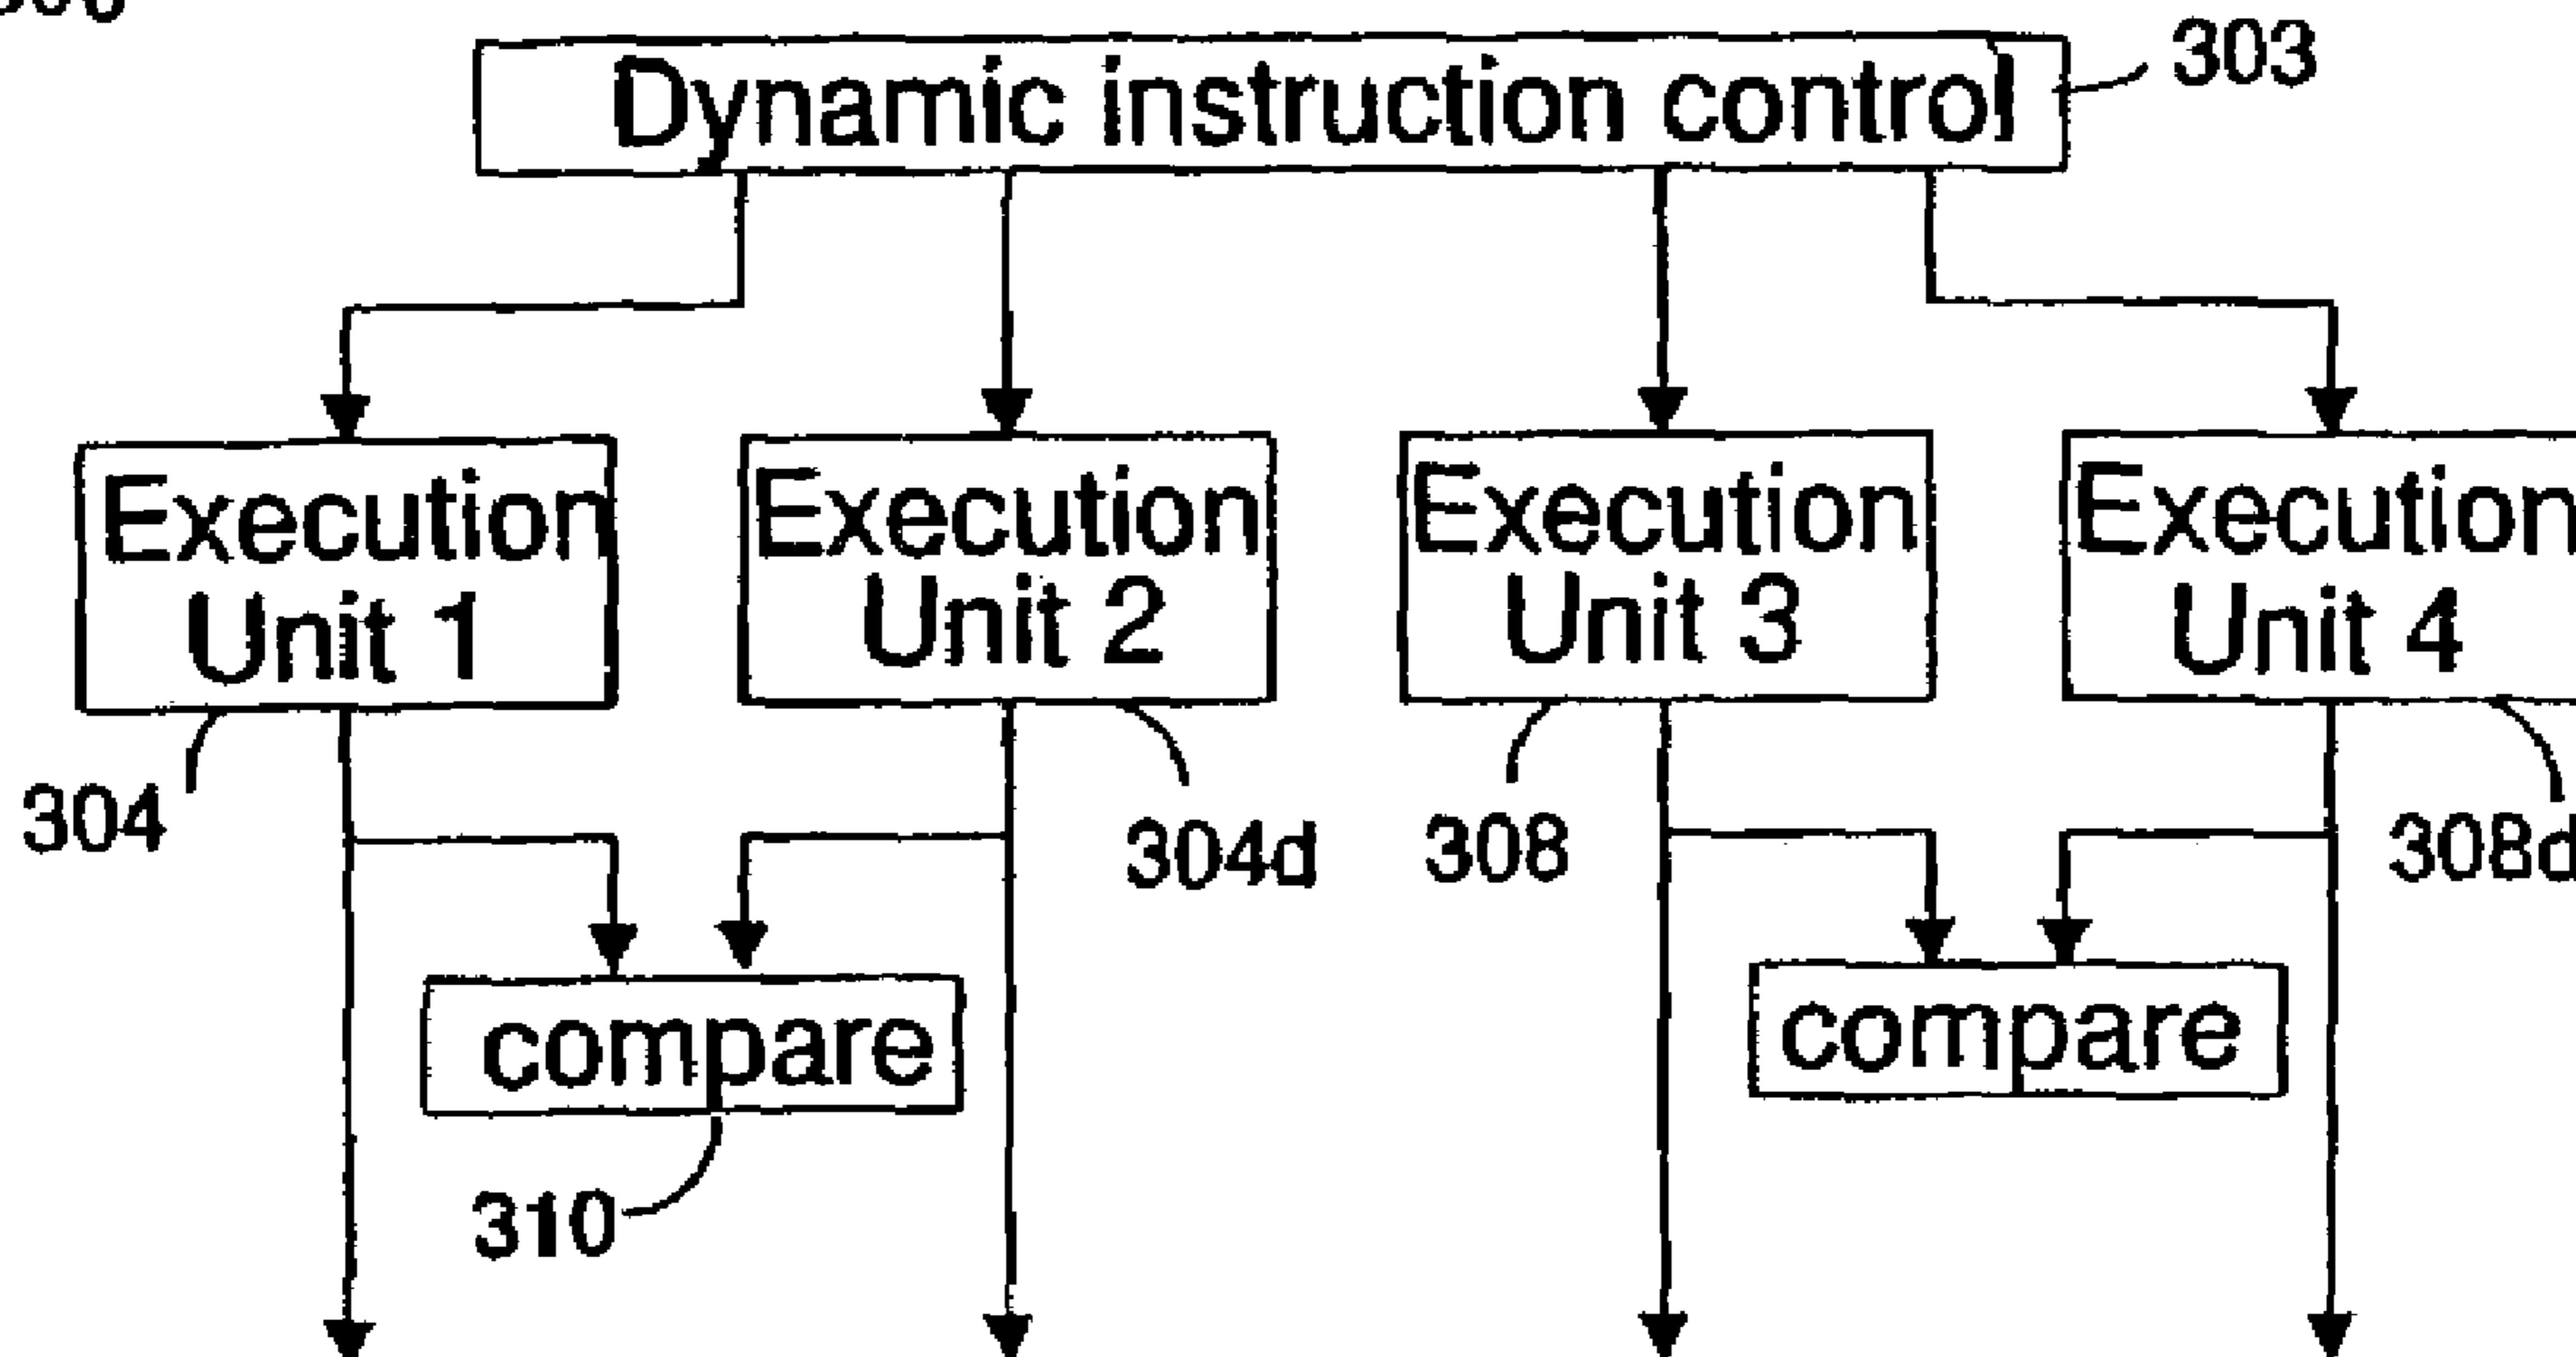 Dynamic instruction control
303
Execution
Unit 1
Execution
Unit 2
Execution
Unit 3
Execution
Unit 4
304
304d
308
308d
compare
compare
310